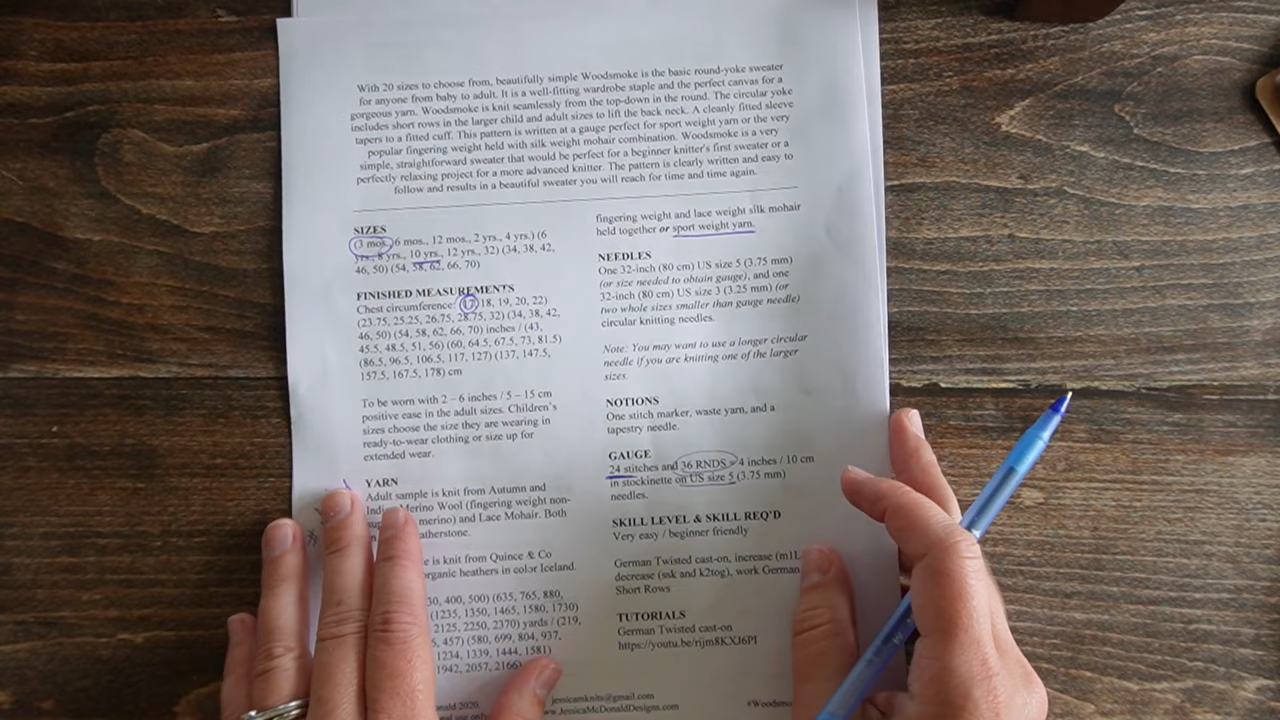 With 20 sizes to choose from, beautifully simple Woodsmoke is the basic round-yoke sweater
for anyone from baby to adult. It is a well-fitting wardrobe staple and the perfect canvas for a
gorgeous yarn. Woodsmoke is knit seamlessly from the top-down in the round. The circular yoke
includes short rows in the larger child and adult sizes to lift the back neck. A cleanly fitted sleeve
tapers to a fitted cuff. This pattern is written at a gauge perfect for sport weight yarn or the very
popular fingering weight held with silk weight mohair combination. Woodsmoke is a very
simple, straightforward sweater that would be perfect for a beginner knitter's first sweater or a
perfectly relaxing project for a more advanced knitter. The pattern is clearly written and easy to
follow and results in a beautiful sweater you will reach for time and time again.
SIZES
(3 mos., 6 mos., 12 mos., 2 yrs., 4 yrs.) (6
yrs., 8 yrs., 10 yrs., 12 yrs., 32) (34, 38, 42,
46, 50) (54, 58, 62, 66, 70)
FINISHED MEASUREMENTS
Chest circumference: (17, 18, 19, 20, 22)
(23.75, 25.25, 26.75, 28.75, 32) (34, 38, 42,
46, 50) (54, 58, 62, 66, 70) inches / (43,
45.5, 48.5, 51, 56) (60, 64.5, 67.5, 73, 81.5)
(86.5, 96.5, 106.5, 117, 127) (137, 147.5,
157.5, 167.5, 178) cm
To be worn with 2 – 6 inches / 5 – 15 cm
positive ease in the adult sizes. Children's
sizes choose the size they are wearing in
ready-to-wear clothing or size up for
extended wear.
YARN
Adult sample is knit from Autumn and
Merino Wool (fingering weight non-
merino) and Lace Mohair. Both
atherstone.
e is knit from Quince & Co
organic heathers in color Iceland.
30, 400, 500) (635, 765, 880,
(1235, 1350, 1465, 1580, 1730)
2125, 2250, 2370) yards / (219,
, 457) (580, 699, 804, 937,
1234, 1339, 1444, 1581)
1942, 2057, 2166)
fingering weight and lace weight silk mohair
held together or sport weight yarn.
NEEDLES
One 32-inch (80 cm) US size 5 (3.75 mm)
(or size needed to obtain gauge), and one
32-inch (80 cm) US size 3 (3.25 mm) (or
two whole sizes smaller than gauge needle)
circular knitting needles.
Note: You may want to use a longer circular
needle if you are knitting one of the larger
sizes.
NOTIONS
One stitch marker, waste yarn, and a
tapestry needle.
GAUGE
24 stitches and 36 RNDS = 4 inches / 10 cm
in stockinette on US size 5 (3.75 mm)
needles.
SKILL LEVEL & SKILL REQ'D
Very easy / beginner friendly
German Twisted cast-on, increase (m1L
decrease (ssk and k2tog), work German
Short Rows
TUTORIALS
German Twisted cast-on
https://youtu.be/rijm8KXJ6PI
nald 2020.
al use only
jessicamknits@gmail.com
www.JessicaMcDonaldDesigns.com
#Woodsmo